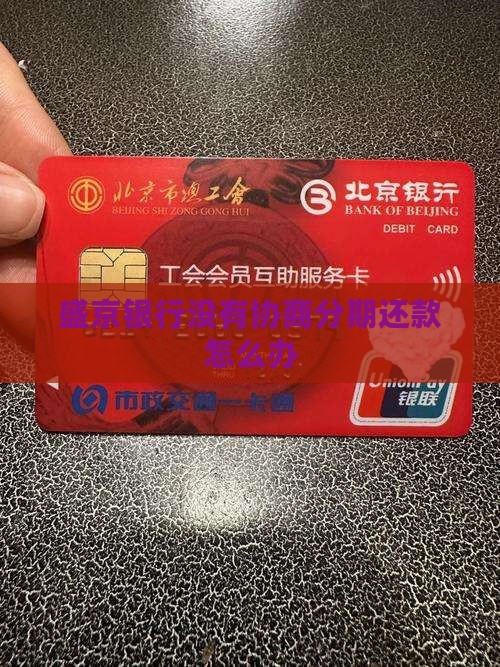 北京市总工會
BEIJING SHI ZONG GONG HUI
北京银行
BANK OF BEIJING
DEBIT CARD
工会会员互助服务卡
盛京银行没有协商分期还款
怎么办
THRU
UnionPay
银联
市政交通一卡通